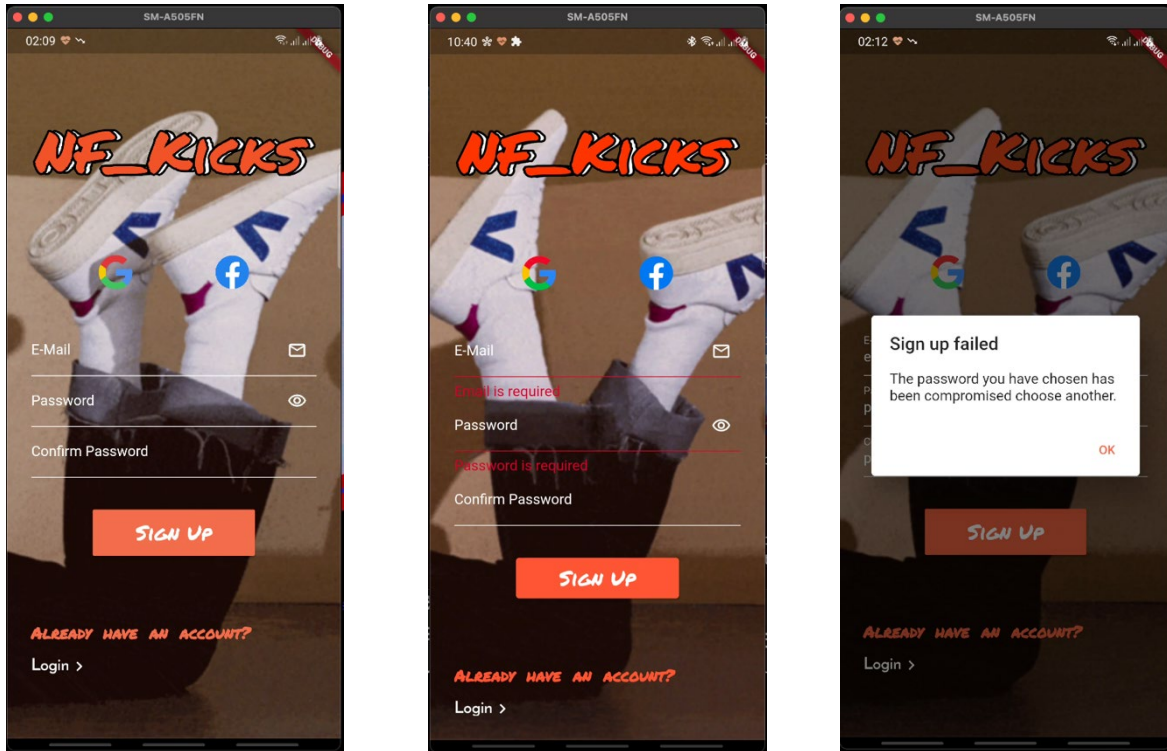 SM-A505FN
02:09
DEBUG
NF_KICKS
E-Mail
Password
Confirm Password
SIGN UP
ALREADY HAVE AN ACCOUNT?
Login >
SM-A505FN
10:40
DEBUG
NF_KICKS
E-Mail
Email is required
Password
Password is required
Confirm Password
SIGN UP
ALREADY HAVE AN ACCOUNT?
Login >
SM-A505FN
02:12
DEBUG
NF_KICKS
Sign up failed
The password you have chosen has
been compromised choose another.
OK
SIGN UP
ALREADY HAVE AN ACCOUNT?
Login >